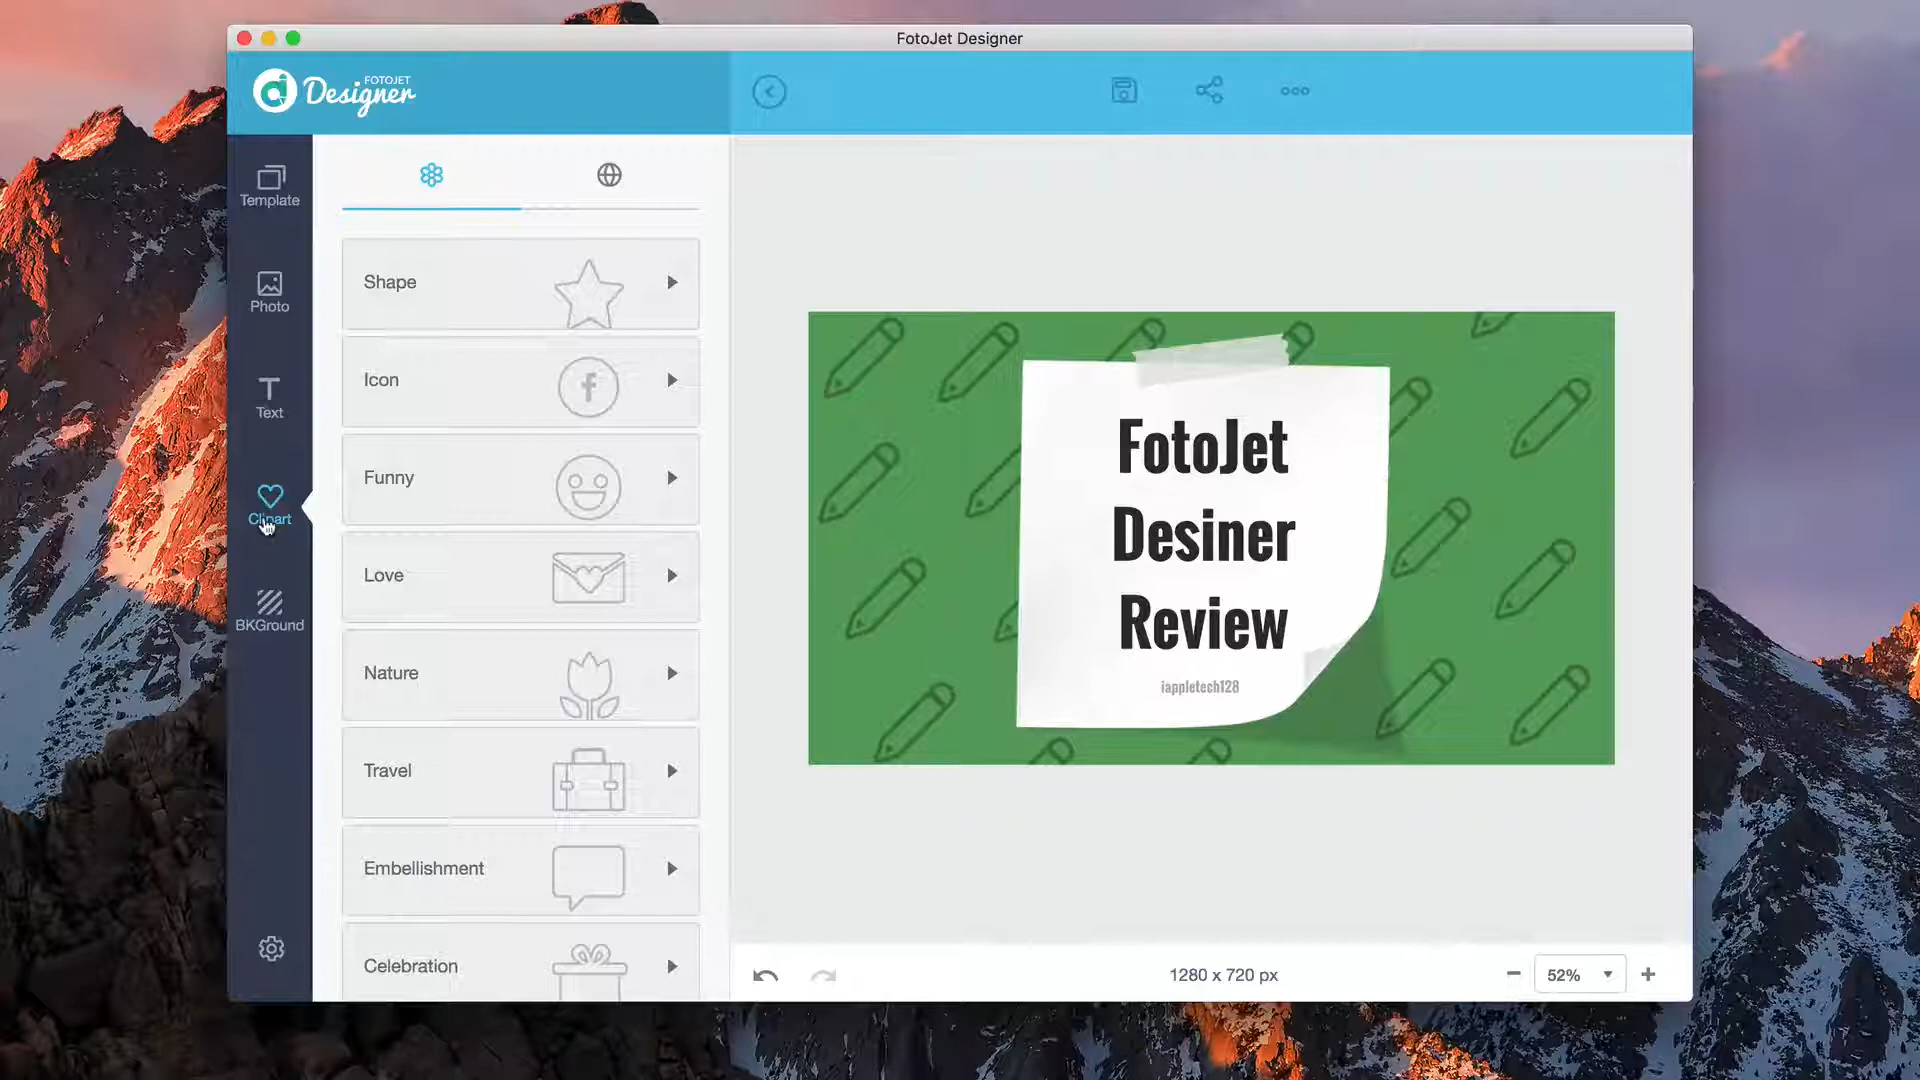 FotoJet Designer
FOTOJET
Designer
Template
Photo
Text
Clipart
BKGround
Shape
Icon
Funny
Love
Nature
Travel
Embellishment
Celebration
FotoJet
Desiner
Review
iappletech128
1280 x 720 px
52%